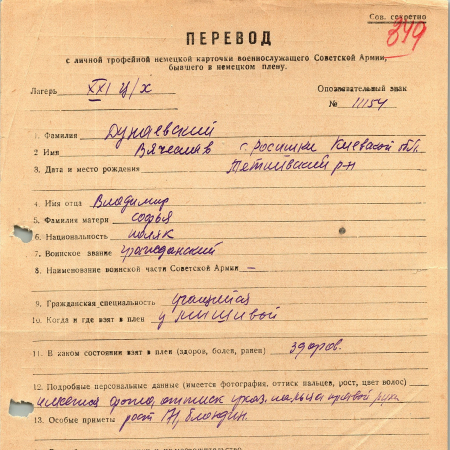 Сов. секретно
349
ПЕРЕВОД
с личной трофейной немецкой карточки военнослужащего Советской Армии,
бывшего в немецком плену.
Лагерь XXI Ц/х Опознавательный знак
№ 11154
1. Фамилия Дунаевский
2 Имя Вячеслав г. Росишки Киевской обл.
3. Дата и место рождения р-н
4. Имя отца Владимир
5. Фамилия матери софья
6. Национальность поляк
7. Воинское звание гражданский
8. Наименование воинской части Советской Армии —
9. Гражданская специальность учащийся
10. Когда и где взят в плен у
11. В каком состоянии взят в плен (здоров, болен, ранен) здоров.
12. Подробные персональные данные (имеется фотография, оттиск пальцев, рост, цвет волос)
имеется фото, оттиск указ. пальца правой руки
13. Особые приметы рост 171, блондин.